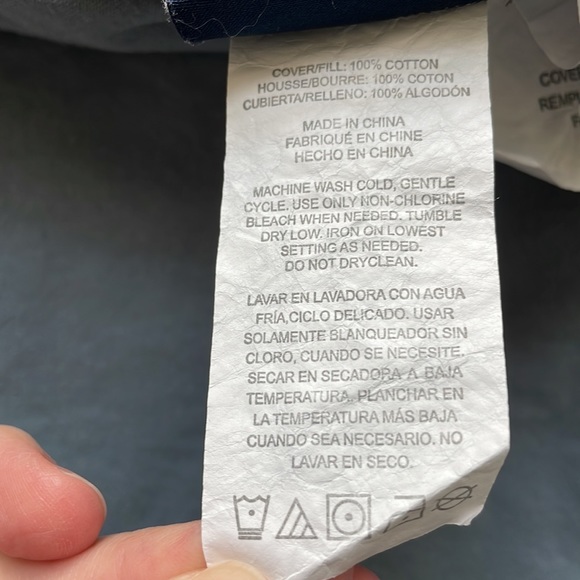 COVER/FILL: 100% COTTON
HOUSSE/BOURRE: 100% COTON
CUBIERTA/RELLENO: 100% ALGODÓN
MADE IN CHINA
FABRIQUÉ EN CHINE
HECHO EN CHINA
MACHINE WASH COLD, GENTLE
CYCLE. USE ONLY NON-CHLORINE
BLEACH WHEN NEEDED. TUMBLE
DRY LOW. IRON ON LOWEST
SETTING AS NEEDED.
DO NOT DRYCLEAN.
LAVAR EN LAVADORA CON AGUA
FRÍA,CICLO DELICADO. USAR
SOLAMENTE BLANQUEADOR SIN
CLORO, CUANDO SE NECESITE.
SECAR EN SECADORA A BAJA
TEMPERATURA. PLANCHAR EN
LA TEMPERATURA MÁS BAJA
CUANDO SEA NECESARIO. NO
LAVAR EN SECO.